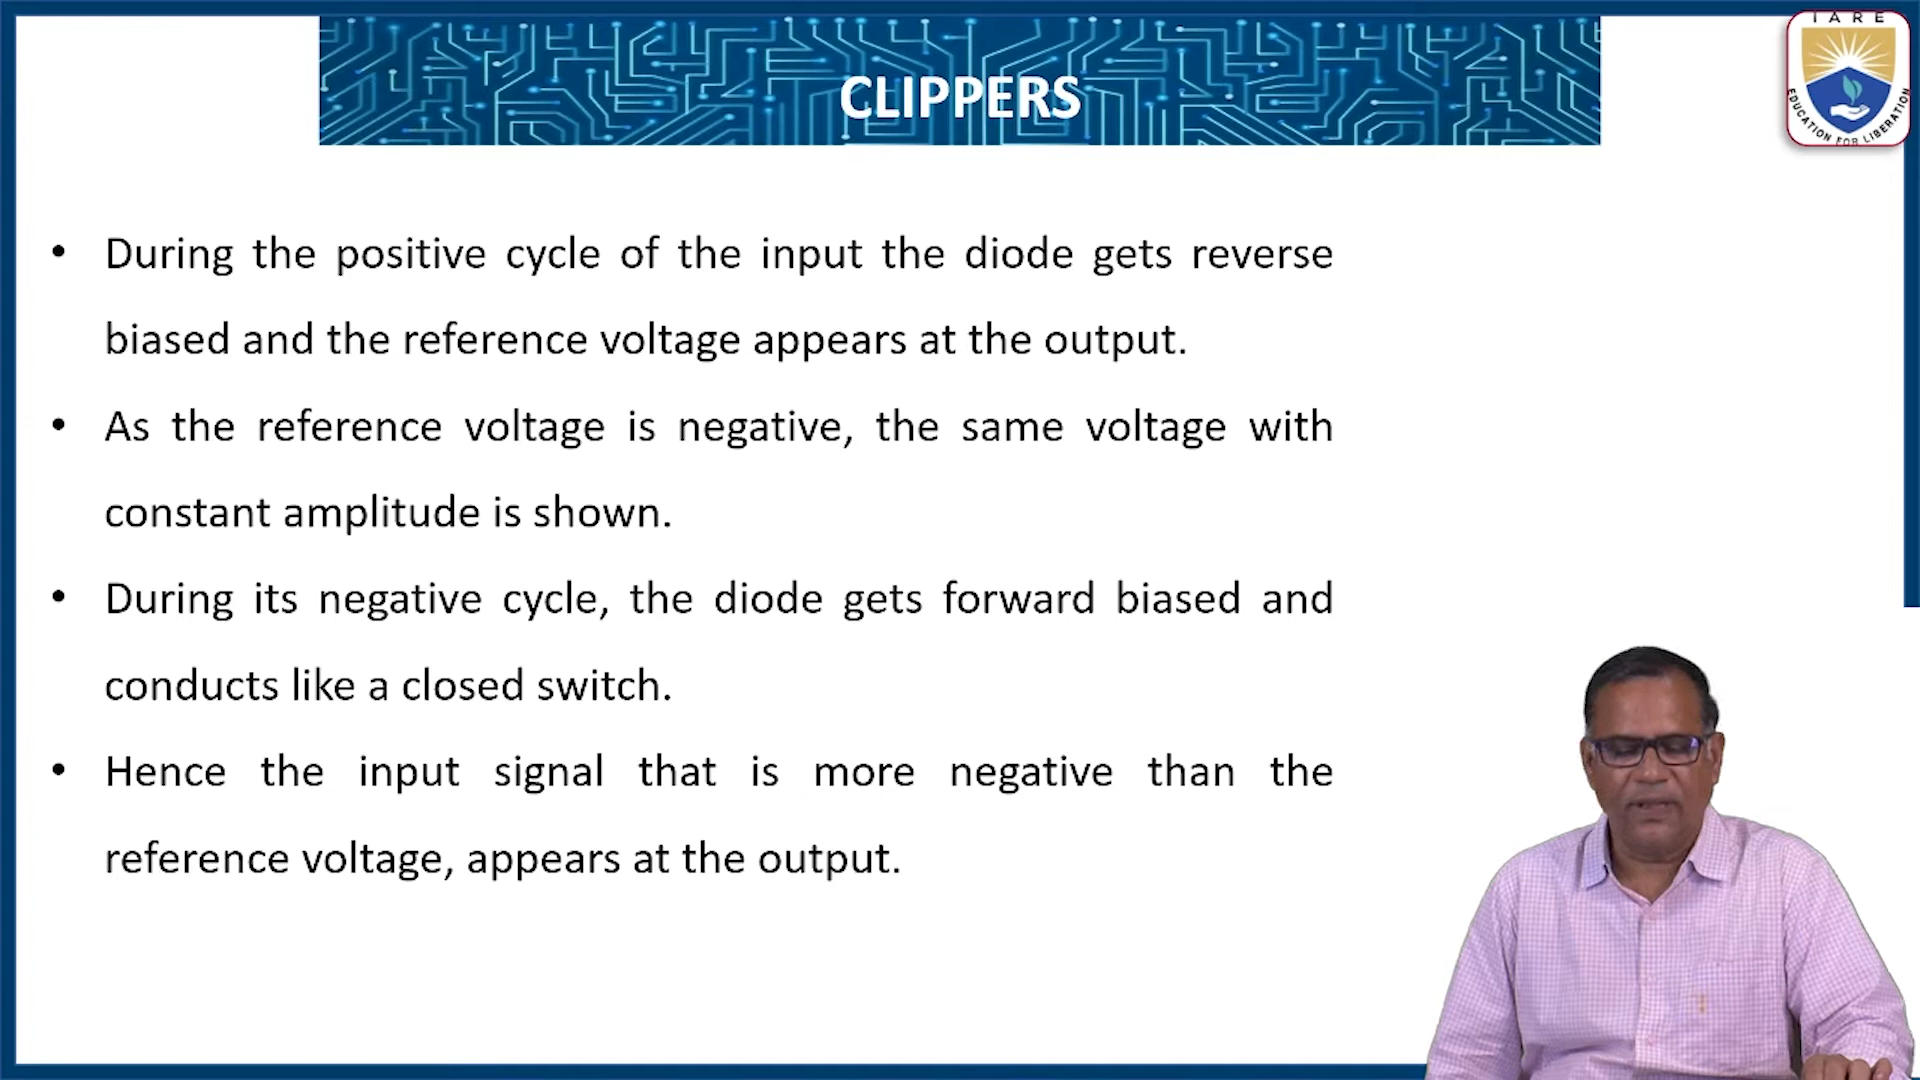 IARE
CLIPPERS
EDUCATION FOR LIBERATION
• During the positive cycle of the input the diode gets reverse
biased and the reference voltage appears at the output.
• As the reference voltage is negative, the same voltage with
constant amplitude is shown.
• During its negative cycle, the diode gets forward biased and
conducts like a closed switch.
• Hence the input signal that is more negative than the
reference voltage, appears at the output.